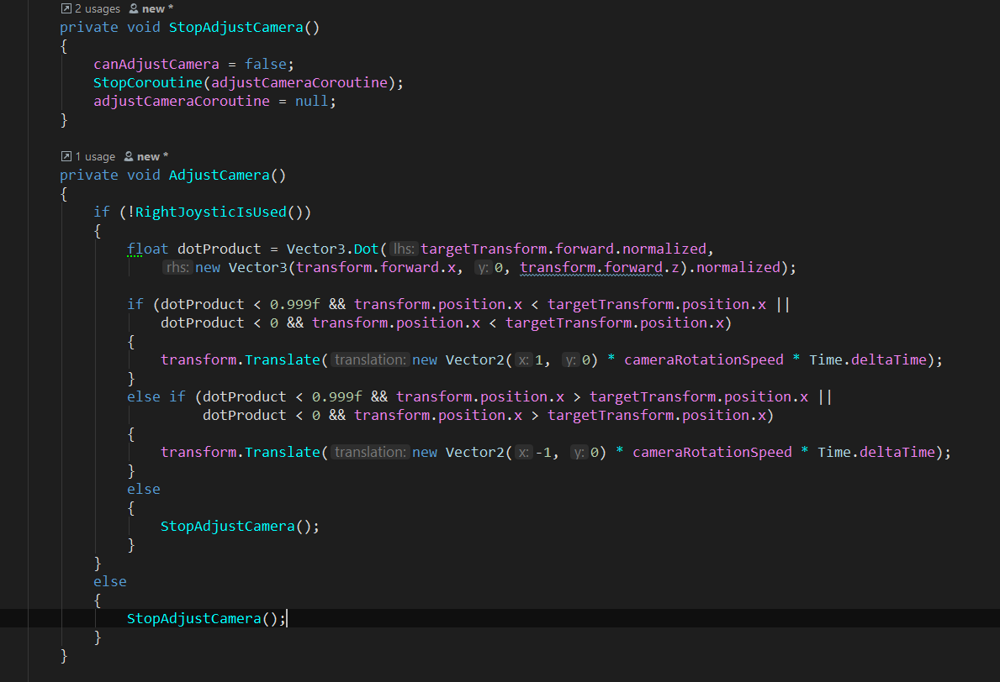 2 usages new *
private void StopAdjustCamera()
{
    canAdjustCamera = false;
    StopCoroutine(adjustCameraCoroutine);
    adjustCameraCoroutine = null;
}
1 usage new *
private void AdjustCamera()
{
    if (!RightJoysticIsUsed())
    {
        float dotProduct = Vector3.Dot( lhs: targetTransform.forward.normalized,
            rhs: new Vector3(transform.forward.x, y: 0, transform.forward.z).normalized);
        if (dotProduct < 0.999f && transform.position.x < targetTransform.position.x ||
            dotProduct < 0 && transform.position.x < targetTransform.position.x)
        {
            transform.Translate( translation: new Vector2( x: 1, y: 0) * cameraRotationSpeed * Time.deltaTime);
        }
        else if (dotProduct < 0.999f && transform.position.x > targetTransform.position.x ||
                 dotProduct < 0 && transform.position.x > targetTransform.position.x)
        {
            transform.Translate( translation: new Vector2( x: -1, y: 0) * cameraRotationSpeed * Time.deltaTime);
        }
        else
        {
            StopAdjustCamera();
        }
    }
    else
    {
        StopAdjustCamera();
    }
}